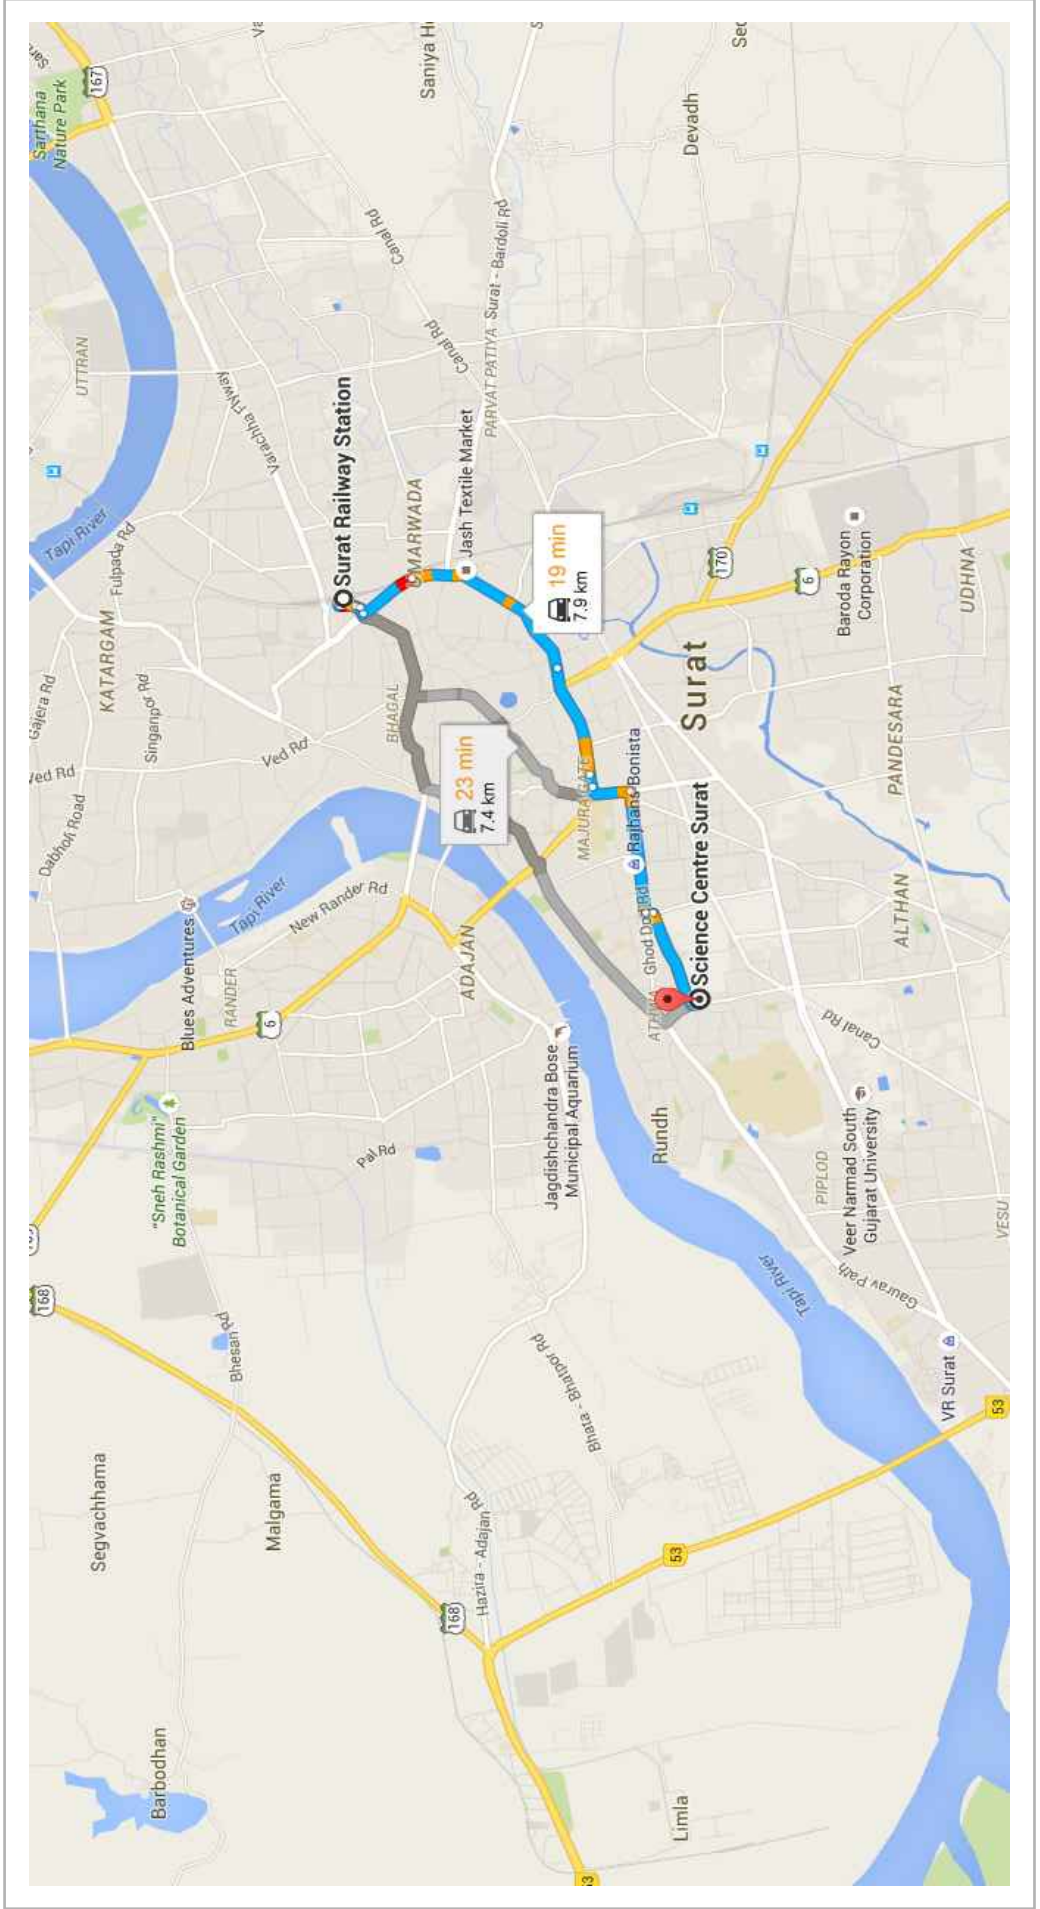 Sarthana
Nature Park
167
Saniya H
Devadh
Canal Rd
UTTRAN
Varachha Flyway
Canal Rd
PARVAT PATIYA
Surat - Bardoli Rd
Tapi River
Fulpada Rd
Surat Railway Station
UMARWADA
Jash Textile Market
19 min
7.9 km
170
6
Baroda Rayon
Corporation
UDHNA
KATARGAM
Gajera Rd
Singanpor Rd
Ved Rd
Ved Rd
Dabholi Road
BHAGAL
23 min
7.4 km
MAJURA GATE
Rajhans Bonista
Surat
PANDESARA
Blues Adventures
Tapi River
New Rander Rd
RANDER
6
ADAJAN
Ghod Dod Rd
ATHWA
Science Centre Surat
ALTHAN
Canal Rd
"Sneh Rashmi"
Botanical Garden
Pal Rd
Jagdishchandra Bose
Municipal Aquarium
Rundh
PIPLOD
Veer Narmad South
Gujarat University
VESU
168
Bhesan Rd
Bhata - Bhatpor Rd
Tapi River
Gaurav Path
VR Surat
53
Segvachhama
Malgama
Hazira - Adajan Rd
168
53
Barbodhan
Limla
53